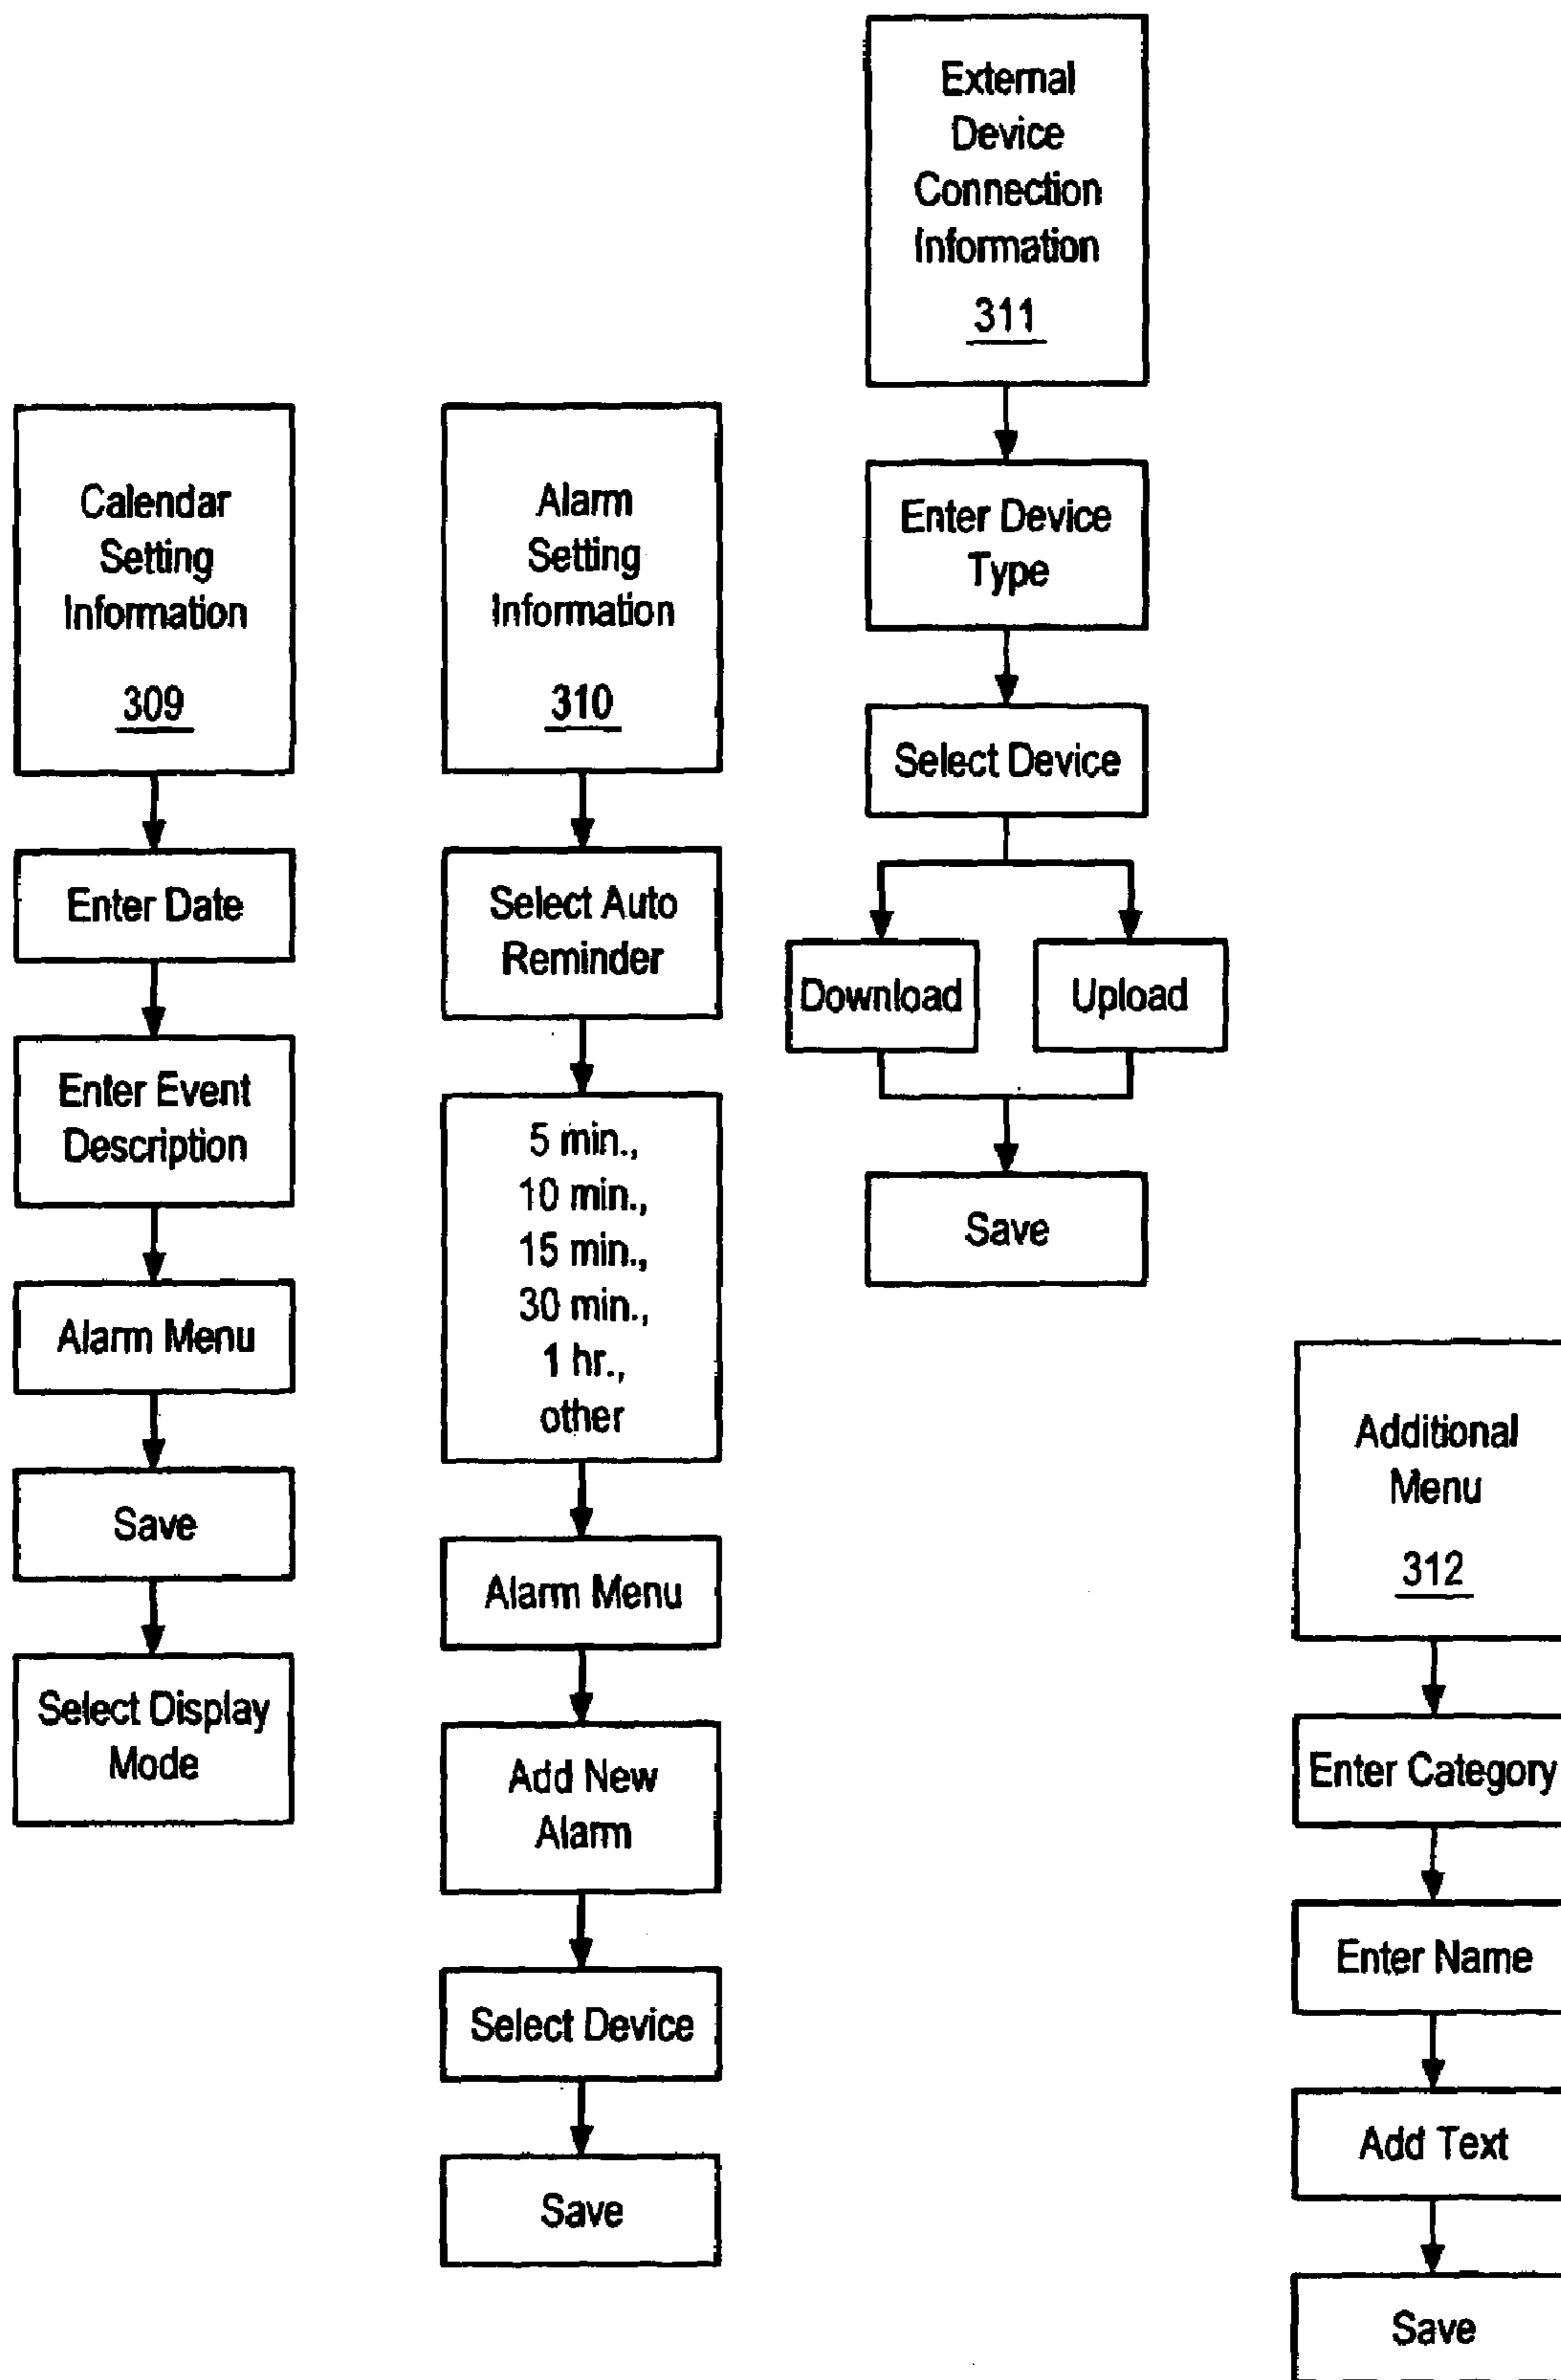 Calendar
Setting
Information
309
Enter Date
Enter Event
Description
Alarm Menu
Save
Select Display
Mode
Alarm
Setting
Information
310
Select Auto
Reminder
5 min.,
10 min.,
15 min.,
30 min.,
1 hr.,
other
Alarm Menu
Add New
Alarm
Select Device
Save
External
Device
Connection
Information
311
Enter Device
Type
Select Device
Download
Upload
Save
Additional
Menu
312
Enter Category
Enter Name
Add Text
Save